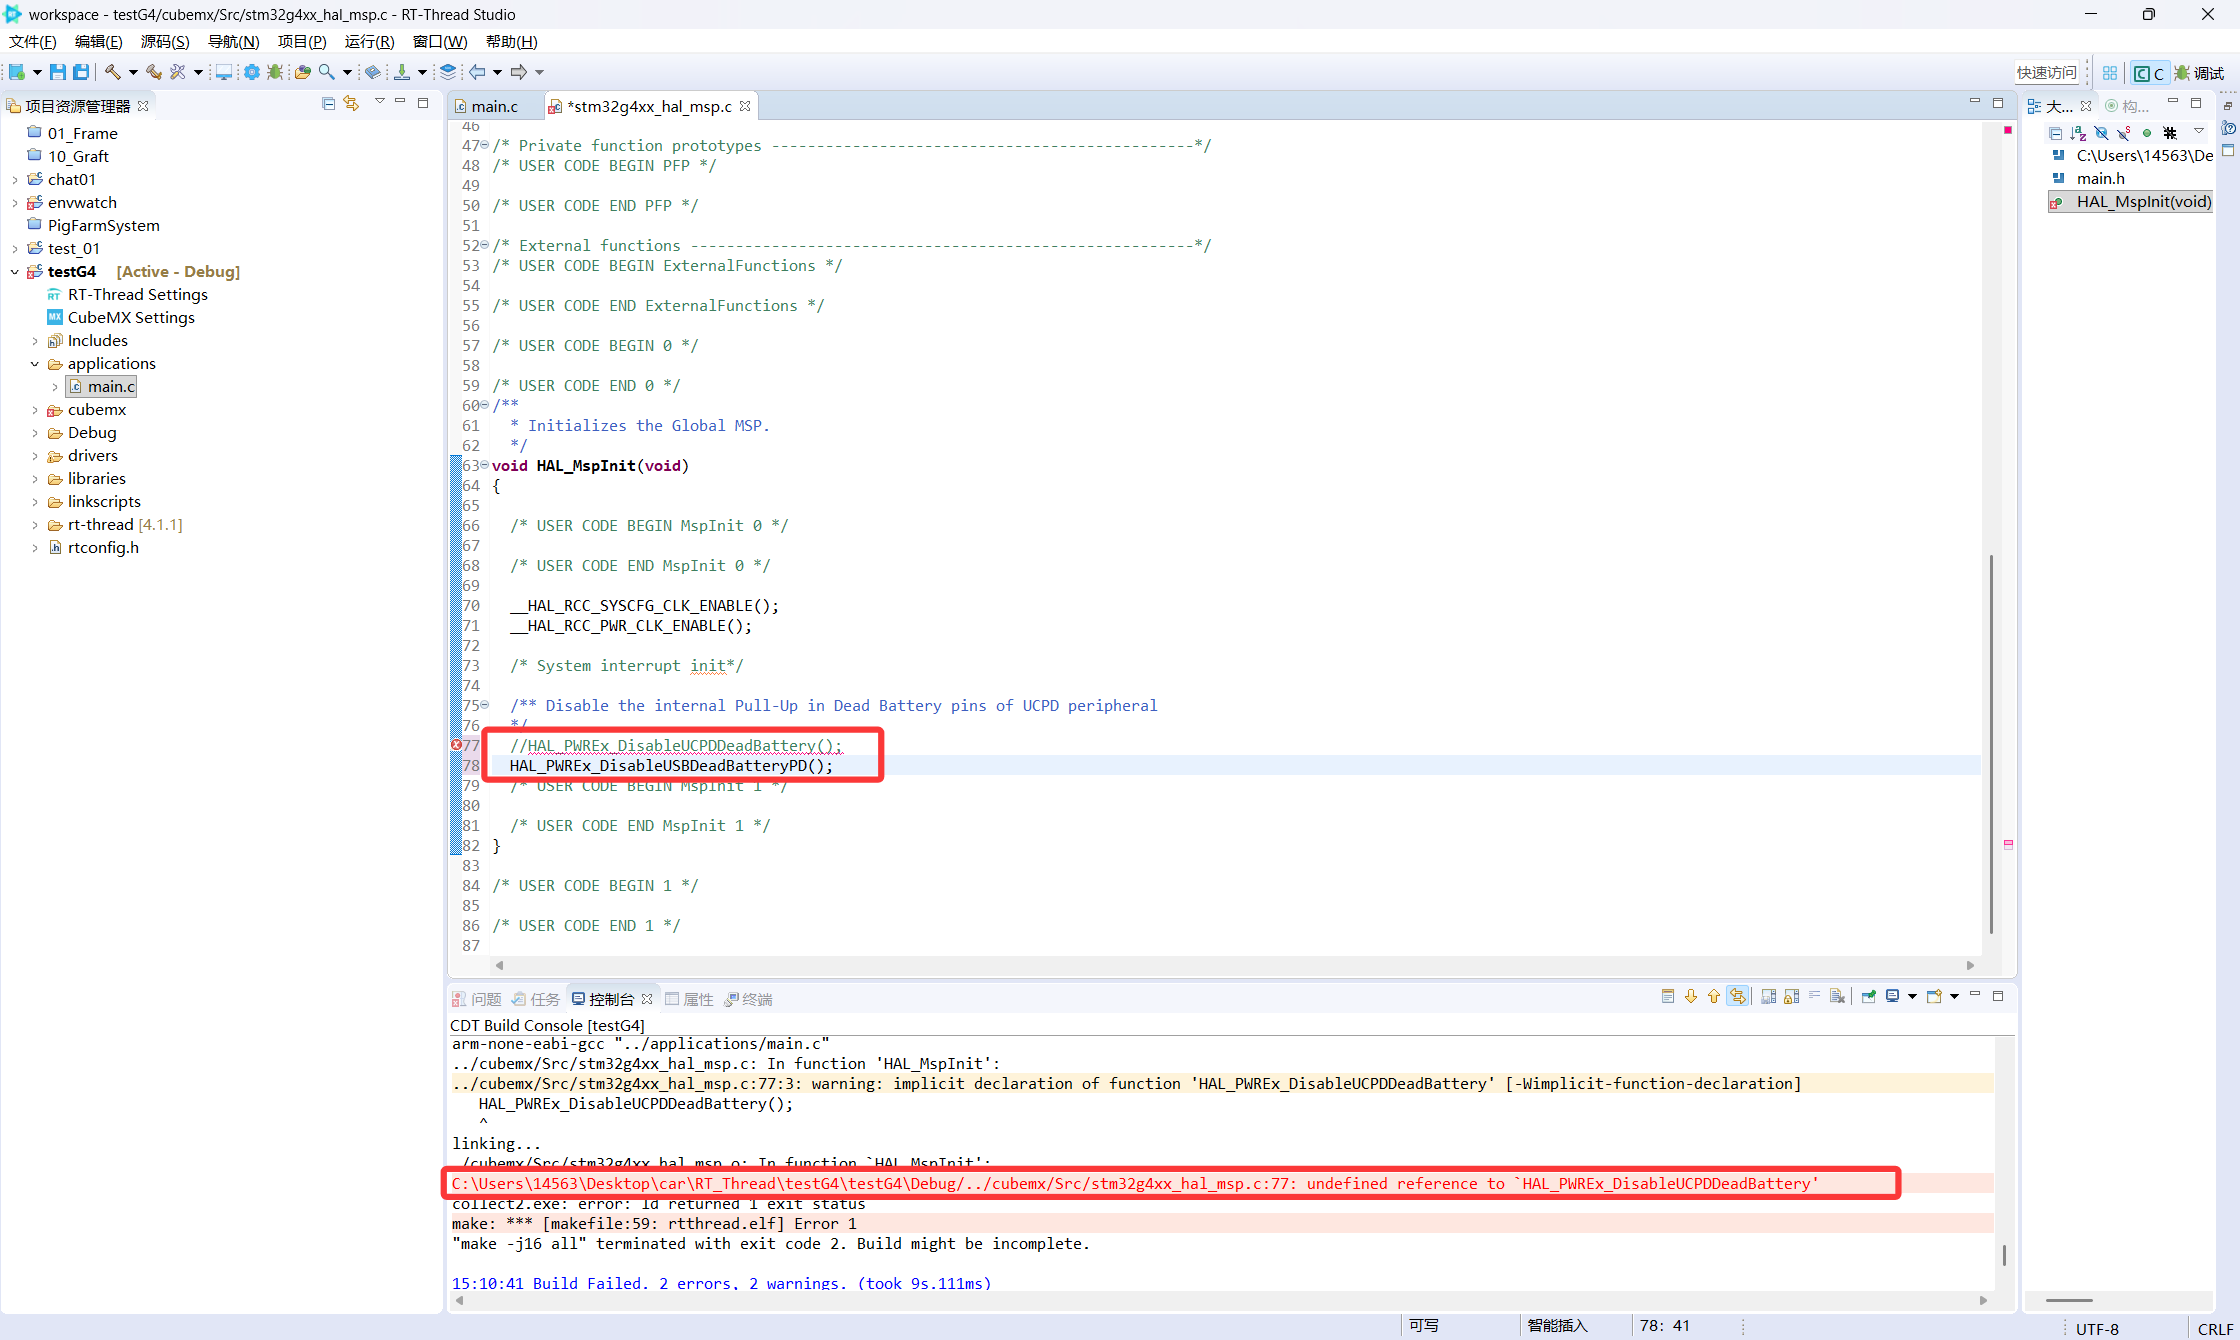 workspace - testG4/cubemx/Src/stm32g4xx_hal_msp.c - RT-Thread Studio
文件(F) 编辑(E) 源码(S) 导航(N) 项目(P) 运行(R) 窗口(W) 帮助(H)
快速访问 C 调试
项目资源管理器
01_Frame
10_Graft
chat01
envwatch
PigFarmSystem
test_01
testG4 [Active - Debug]
RT-Thread Settings
CubeMX Settings
Includes
applications
main.c
cubemx
Debug
drivers
libraries
linkscripts
rt-thread [4.1.1]
rtconfig.h
main.c *stm32g4xx_hal_msp.c
46
47 /* Private function prototypes -----------------------------------------------*/
48 /* USER CODE BEGIN PFP */
49
50 /* USER CODE END PFP */
51
52 /* External functions --------------------------------------------------------*/
53 /* USER CODE BEGIN ExternalFunctions */
54
55 /* USER CODE END ExternalFunctions */
56
57 /* USER CODE BEGIN 0 */
58
59 /* USER CODE END 0 */
60 /**
61 * Initializes the Global MSP.
62 */
63 void HAL_MspInit(void)
64 {
65
66 /* USER CODE BEGIN MspInit 0 */
67
68 /* USER CODE END MspInit 0 */
69
70 __HAL_RCC_SYSCFG_CLK_ENABLE();
71 __HAL_RCC_PWR_CLK_ENABLE();
72
73 /* System interrupt init*/
74
75 /** Disable the internal Pull-Up in Dead Battery pins of UCPD peripheral
76 */
77 //HAL_PWREx_DisableUCPDDeadBattery();
78 HAL_PWREx_DisableUSBDeadBatteryPD();
79 /* USER CODE BEGIN MspInit 1 */
80
81 /* USER CODE END MspInit 1 */
82 }
83
84 /* USER CODE BEGIN 1 */
85
86 /* USER CODE END 1 */
87
大... 构...
C:\Users\14563\De
main.h
HAL_MspInit(void)
问题 任务 控制台 属性 终端
CDT Build Console [testG4]
arm-none-eabi-gcc "../applications/main.c"
../cubemx/Src/stm32g4xx_hal_msp.c: In function 'HAL_MspInit':
../cubemx/Src/stm32g4xx_hal_msp.c:77:3: warning: implicit declaration of function 'HAL_PWREx_DisableUCPDDeadBattery' [-Wimplicit-function-declaration]
HAL_PWREx_DisableUCPDDeadBattery();
^
linking...
./cubemx/Src/stm32g4xx_hal_msp.o: In function `HAL_MspInit':
C:\Users\14563\Desktop\car\RT_Thread\testG4\testG4\Debug/../cubemx/Src/stm32g4xx_hal_msp.c:77: undefined reference to `HAL_PWREx_DisableUCPDDeadBattery'
collect2.exe: error: ld returned 1 exit status
make: *** [makefile:59: rtthread.elf] Error 1
"make -j16 all" terminated with exit code 2. Build might be incomplete.
15:10:41 Build Failed. 2 errors, 2 warnings. (took 9s.111ms)
可写 智能插入 78: 41 UTF-8 CRLF